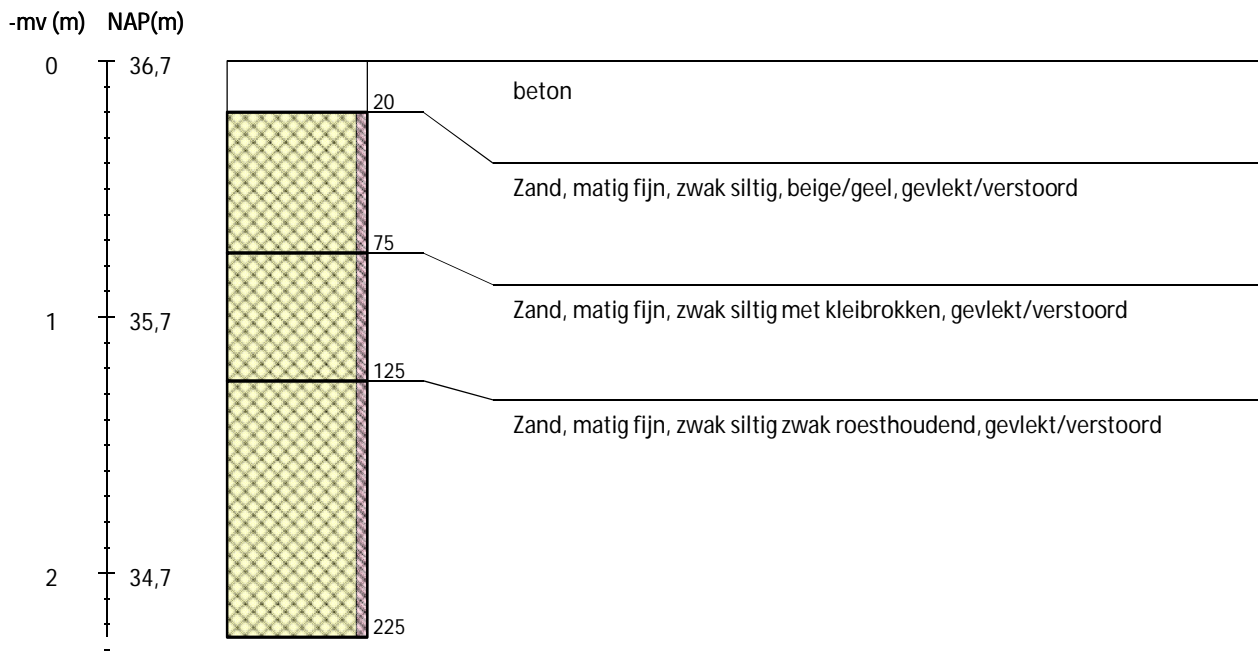 -mv (m) NAP(m)
0 36,7
beton
20
Zand, matig fijn, zwak siltig, beige/geel, gevlekt/verstoord
75
Zand, matig fijn, zwak siltig met kleibrokken, gevlekt/verstoord
1 35,7
125
Zand, matig fijn, zwak siltig zwak roesthoudend, gevlekt/verstoord
2 34,7
225